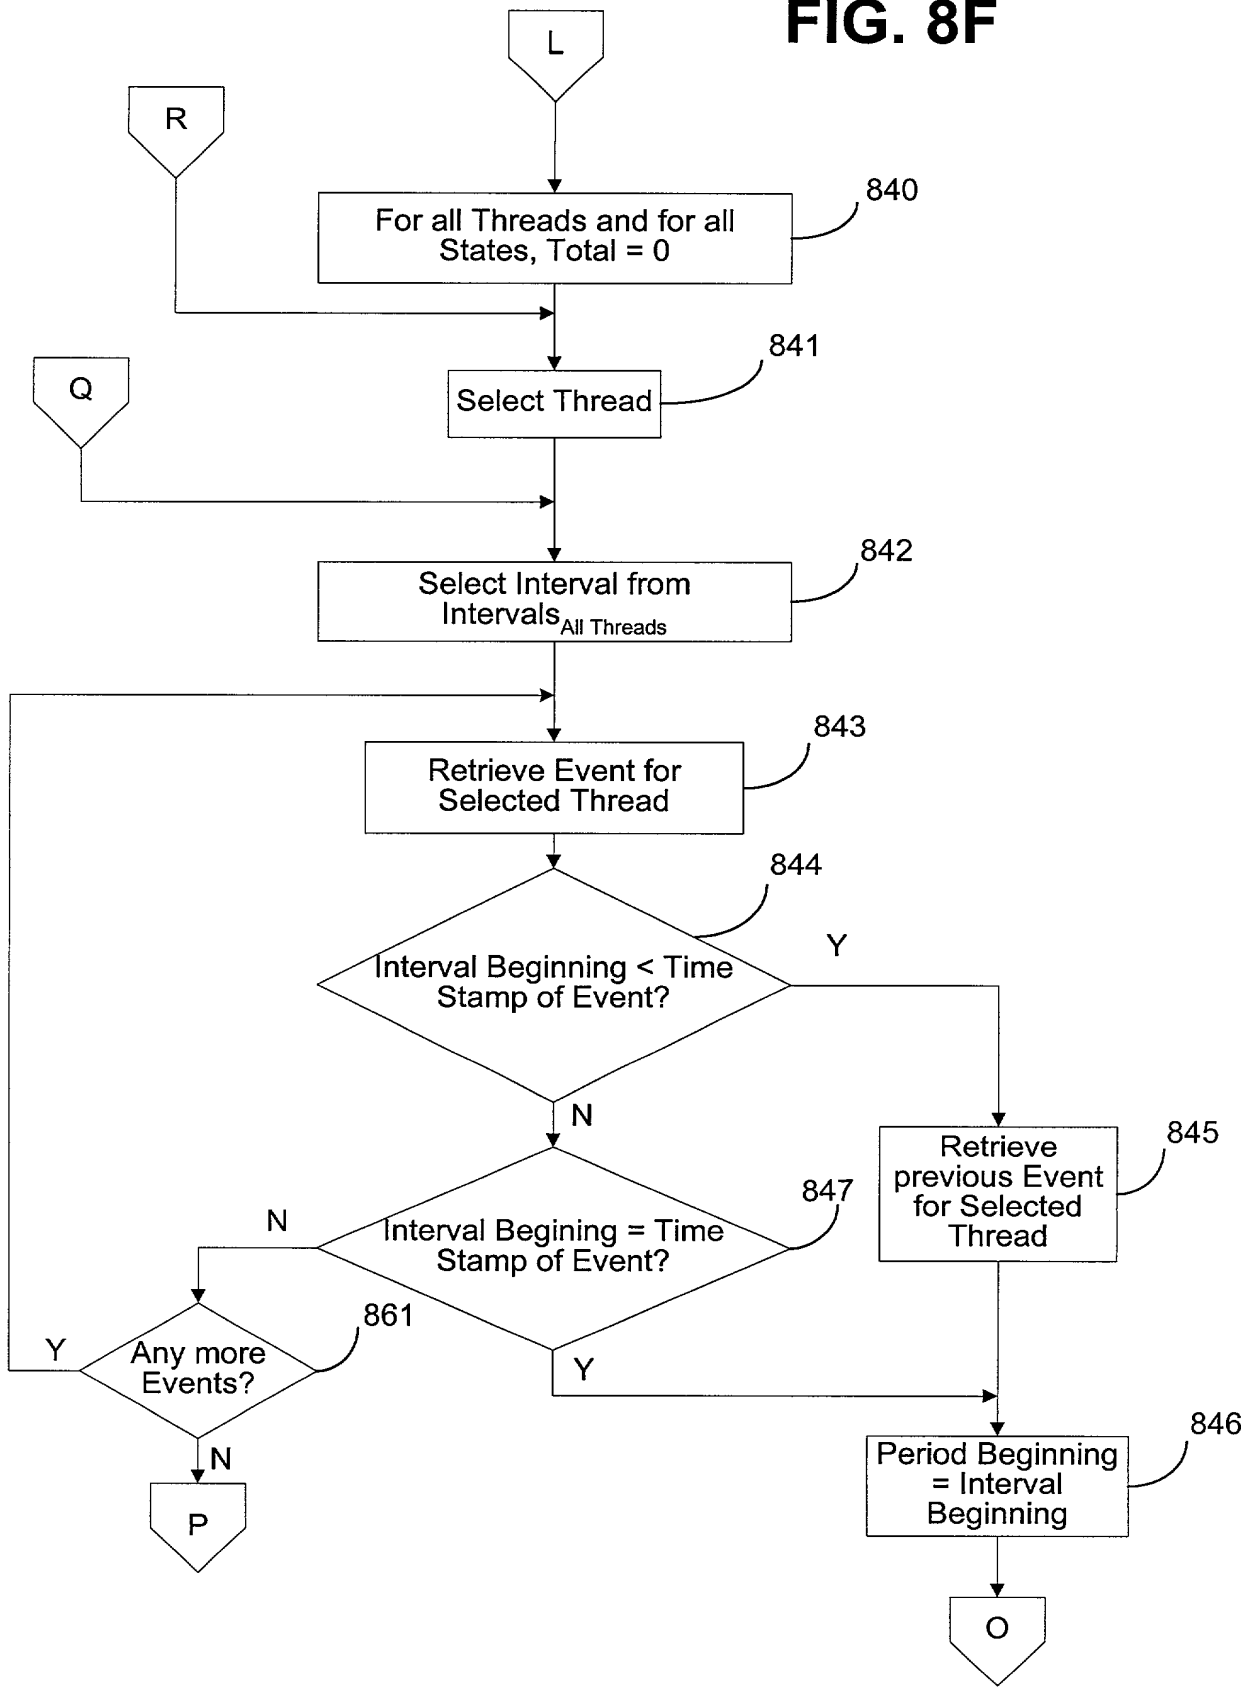 FIG. 8F
L
R
840
For all Threads and for all
States, Total = 0
841
Q
Select Thread
842
Select Interval from
Intervals All Threads
843
Retrieve Event for
Selected Thread
844
Y
Interval Beginning < Time
Stamp of Event?
N
845
Retrieve
previous Event
for Selected
Thread
847
N
Interval Begining = Time
Stamp of Event?
861
Y
Any more
Events?
Y
846
N
Period Beginning
= Interval
Beginning
P
O